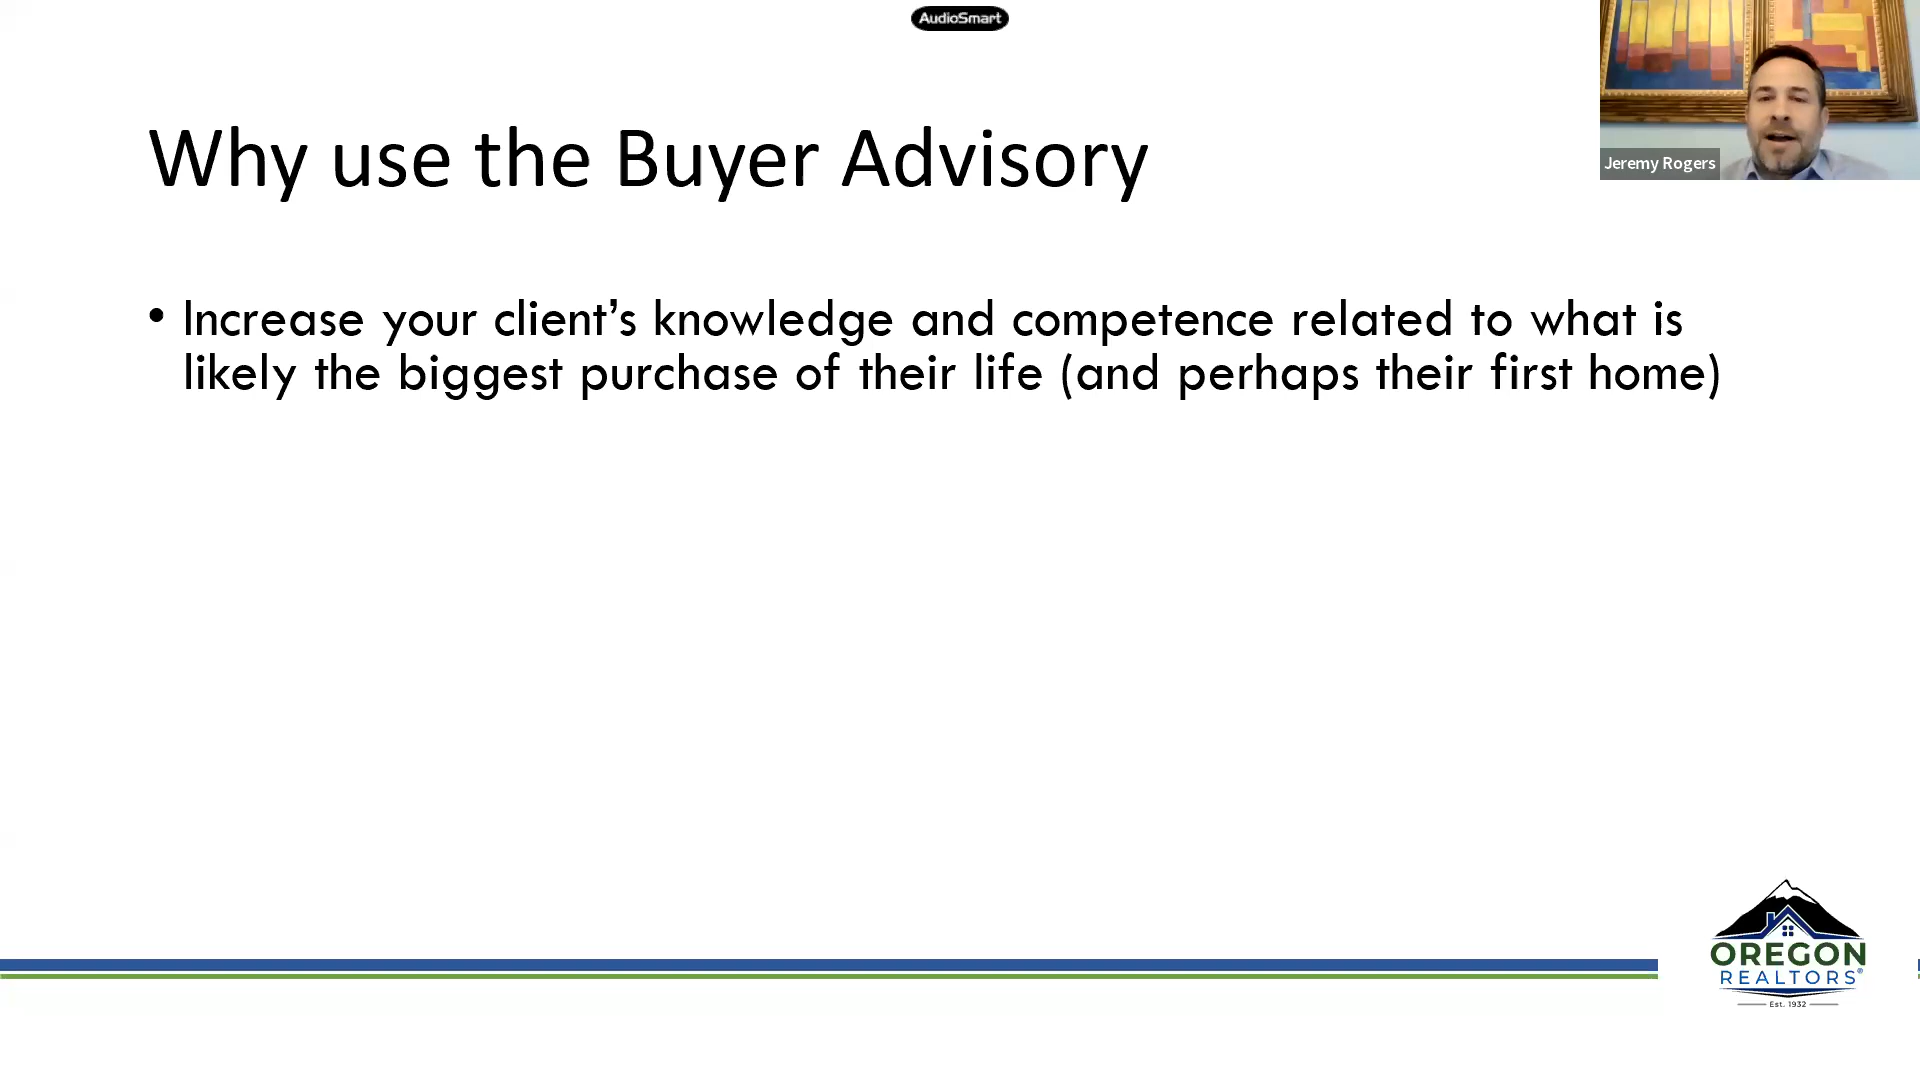 AudioSmart
Jeremy Rogers
Why use the Buyer Advisory
• Increase your client’s knowledge and competence related to what is
likely the biggest purchase of their life (and perhaps their first home)
OREGON
REALTORS®
Est. 1932